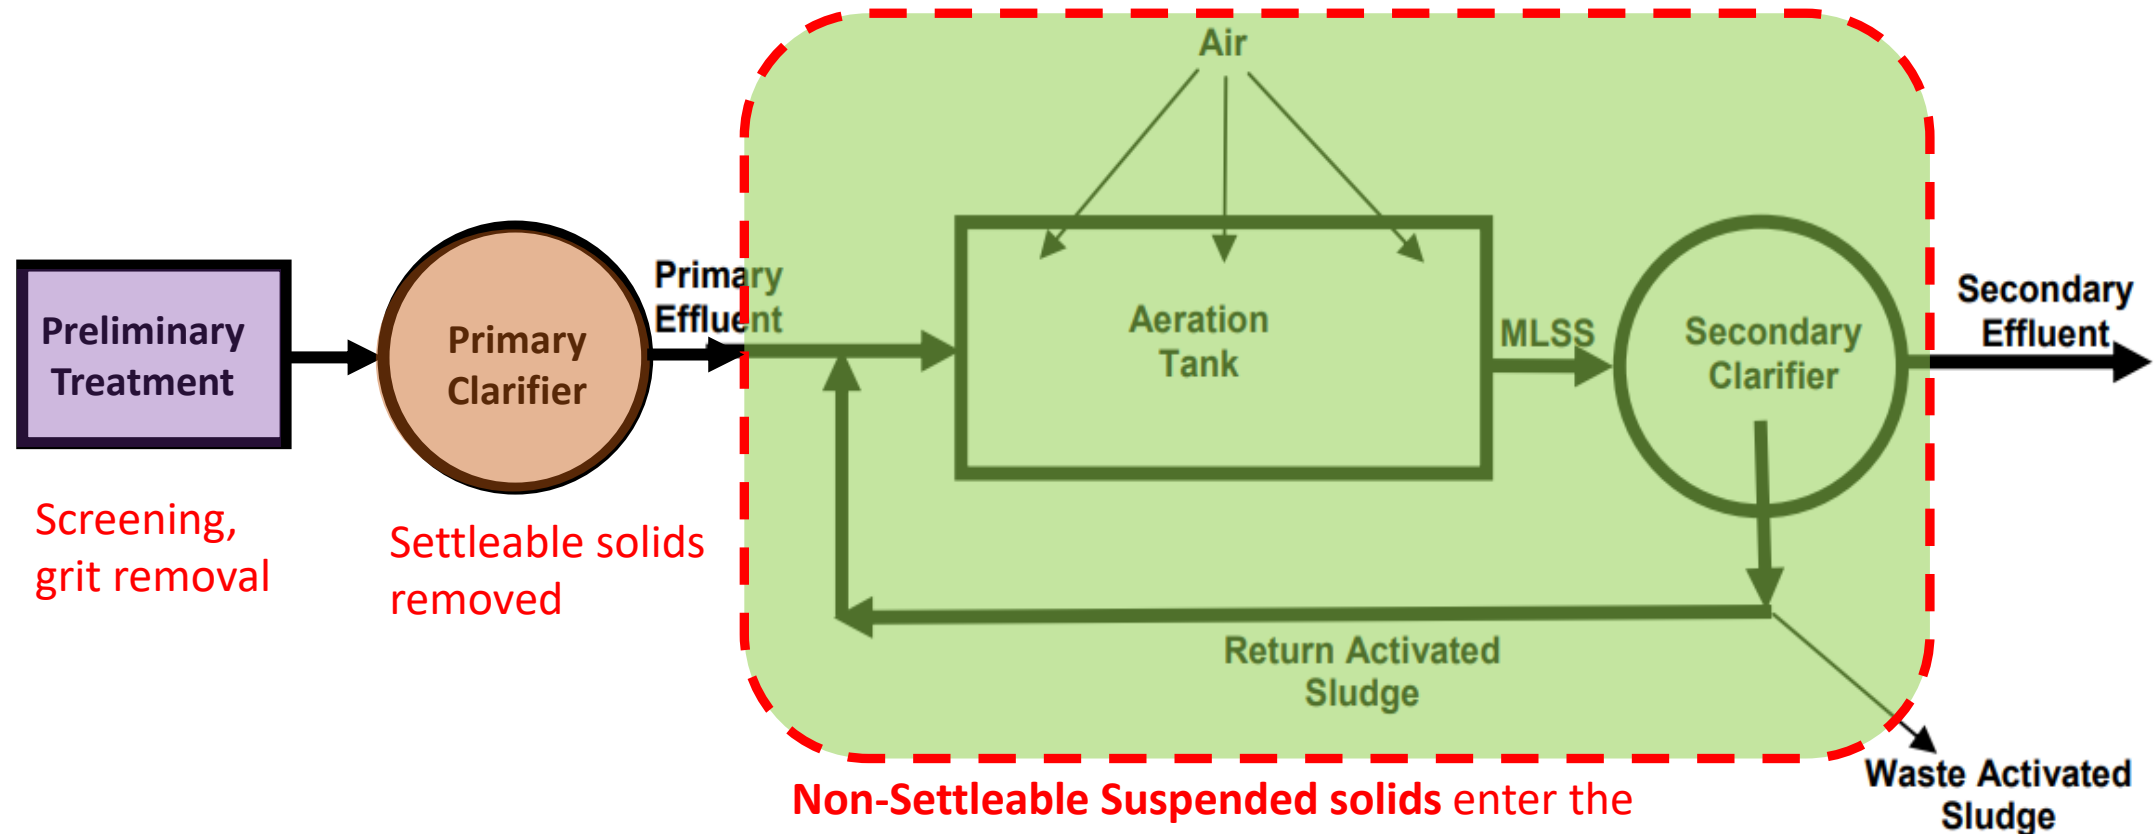 Air
Preliminary
Treatment
Primary
Clarifier
Primary
Effluent
Aeration
Tank
MLSS
Secondary
Clarifier
Secondary
Effluent
Screening,
grit removal
Settleable solids
removed
Return Activated
Sludge
Waste Activated
Sludge
Non-Settleable Suspended solids enter the